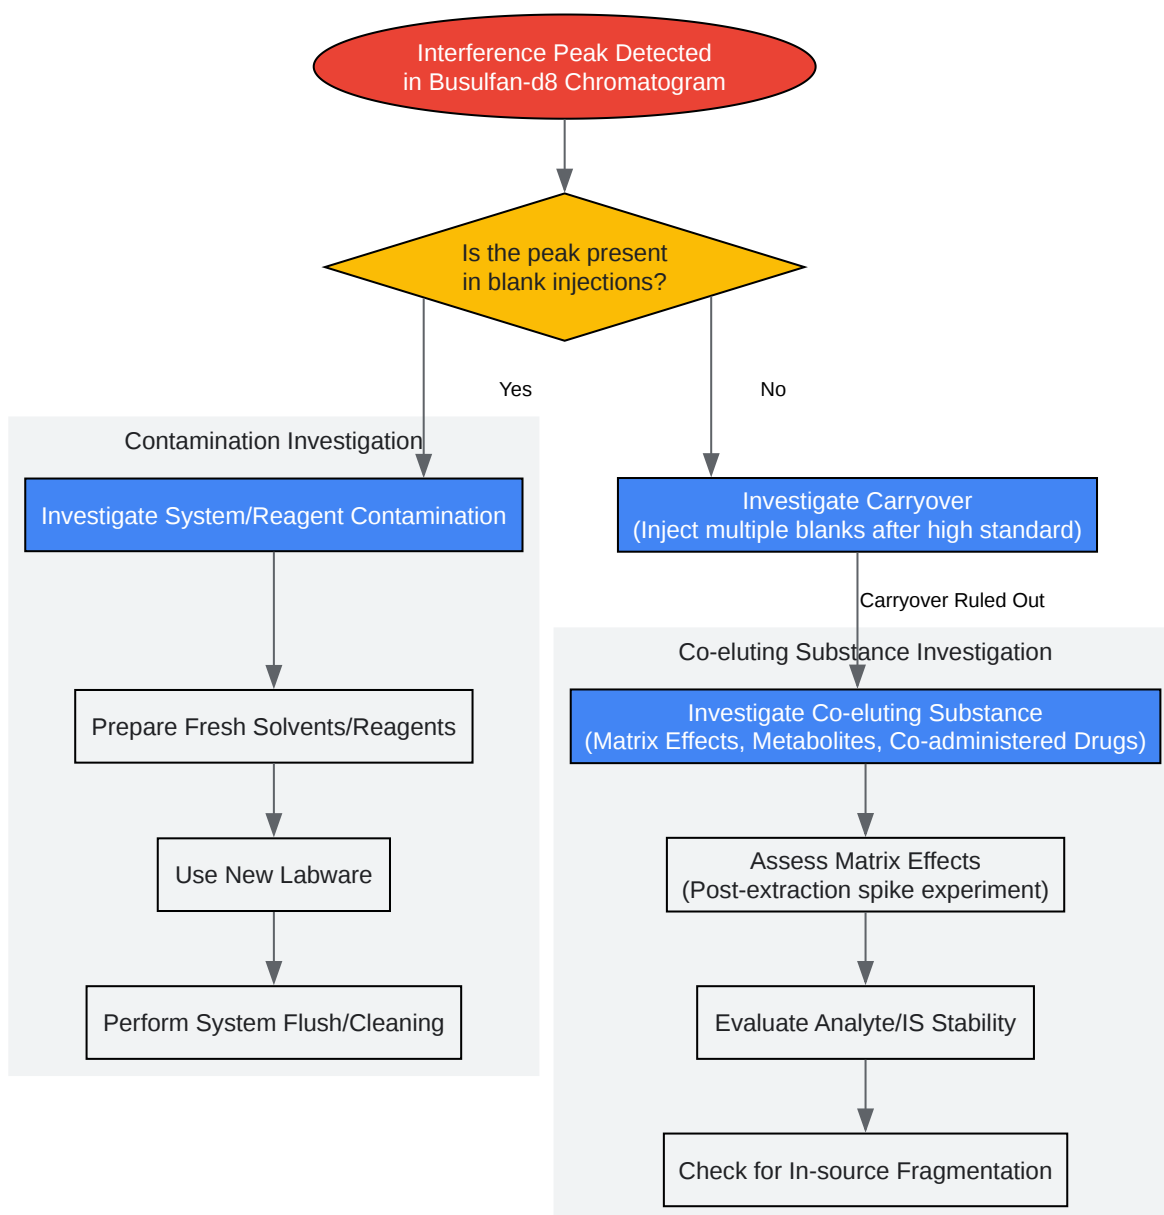 Interference Peak Detected
in Busulfan-d8 Chromatogram
Is the peak present
in blank injections?
Yes
No
Contamination Investigation
Investigate System/Reagent Contamination
Prepare Fresh Solvents/Reagents
Use New Labware
Perform System Flush/Cleaning
Investigate Carryover
(Inject multiple blanks after high standard)
Carryover Ruled Out
Co-eluting Substance Investigation
Investigate Co-eluting Substance
(Matrix Effects, Metabolites, Co-administered Drugs)
Assess Matrix Effects
(Post-extraction spike experiment)
Evaluate Analyte/IS Stability
Check for In-source Fragmentation